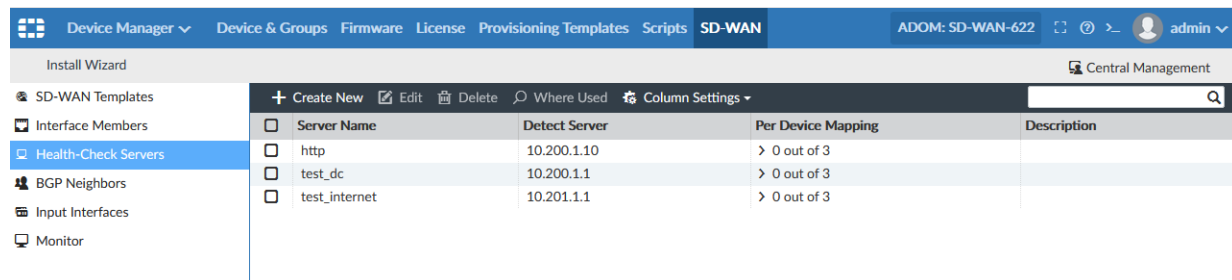 Device Manager Device & Groups Firmware License Provisioning Templates Scripts SD-WAN ADOM: SD-WAN-622 admin
Install Wizard Central Management
SD-WAN Templates + Create New Edit Delete Where Used Column Settings
Interface Members Server Name Detect Server Per Device Mapping Description
Health-Check Servers http 10.200.1.10 > 0 out of 3
BGP Neighbors test_dc 10.200.1.1 > 0 out of 3
Input Interfaces test_internet 10.201.1.1 > 0 out of 3
Monitor